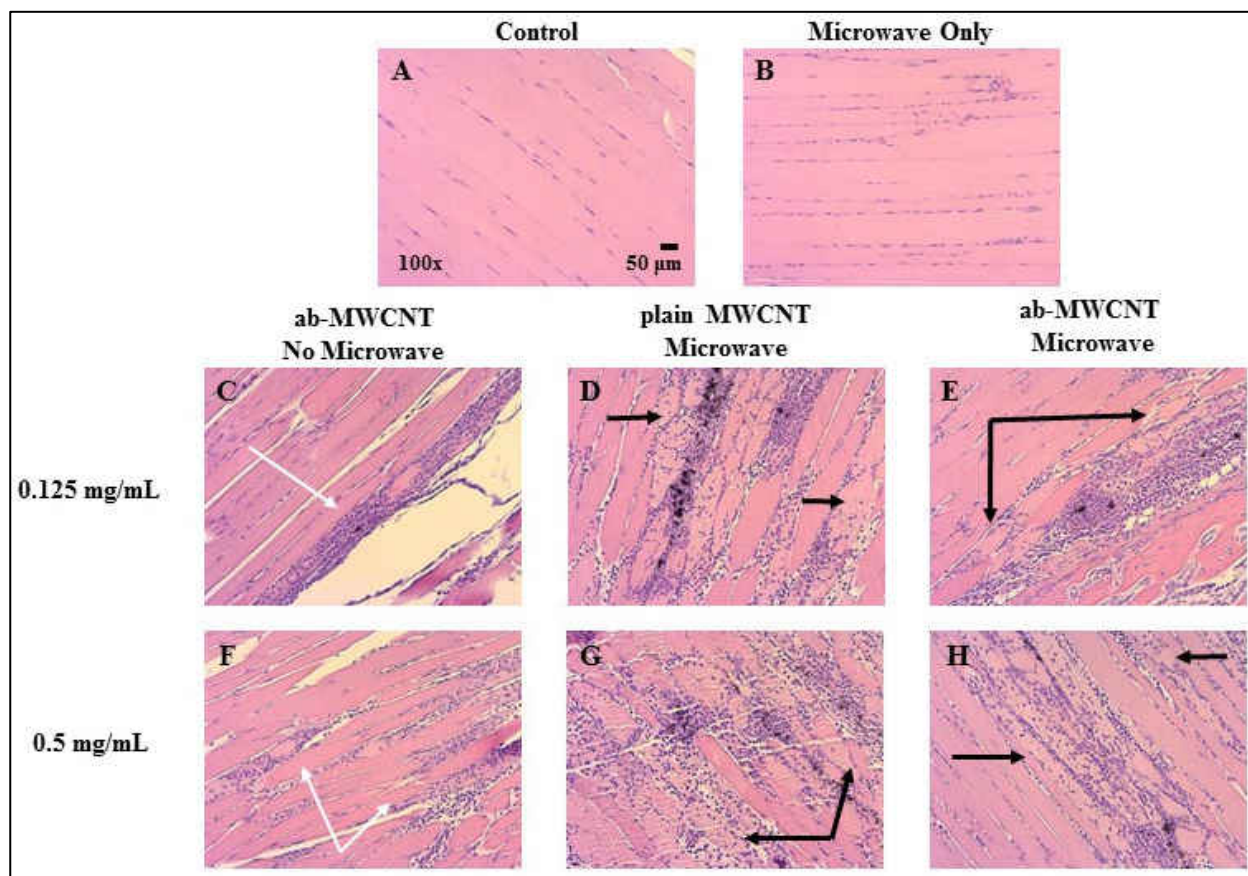 Control
Microwave Only
A
B
100x
50 μm
ab-MWCNT
No Microwave
plain MWCNT
Microwave
ab-MWCNT
Microwave
0.125 mg/mL
C
D
E
0.5 mg/mL
F
G
H